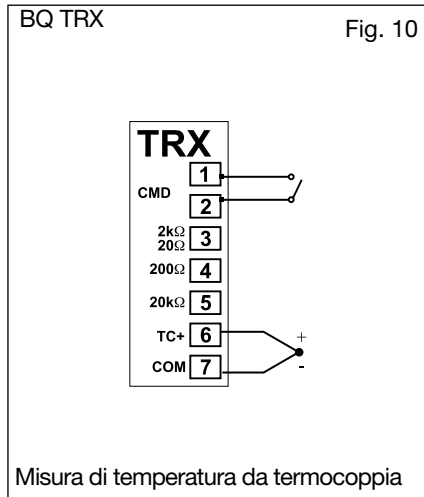 BQ TRX
Fig. 10
TRX
1
CMD
2
2kΩ
20Ω 3
200Ω 4
20kΩ 5
TC+ 6 +
COM 7 -
Misura di temperatura da termocoppia